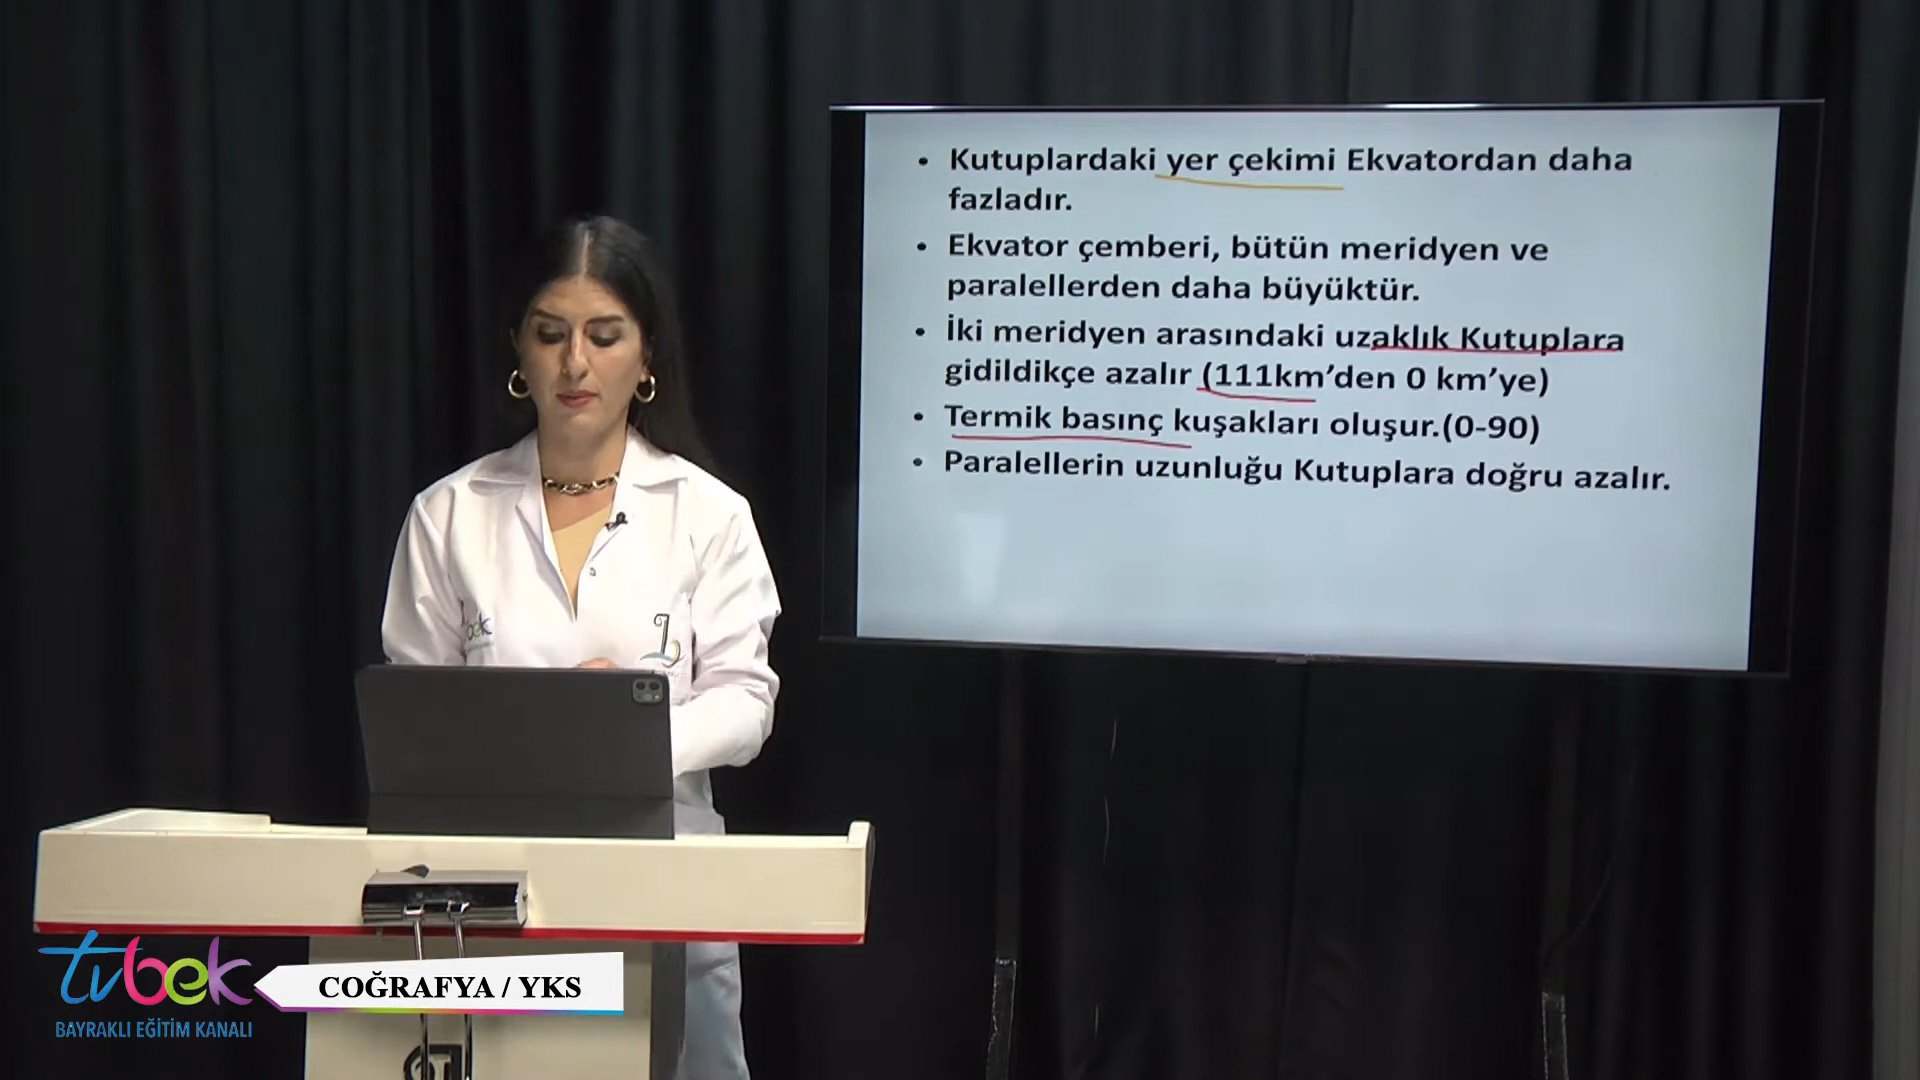 • Kutuplardaki yer çekimi Ekvatordan daha
fazladır.
• Ekvator çemberi, bütün meridyen ve
paralellerden daha büyüktür.
• İki meridyen arasındaki uzaklık Kutuplara
gidildikçe azalır (111km’den 0 km’ye)
• Termik basınç kuşakları oluşur.(0-90)
• Paralellerin uzunluğu Kutuplara doğru azalır.
tvbek
BAYRAKLI EĞİTİM KANALI
COĞRAFYA / YKS